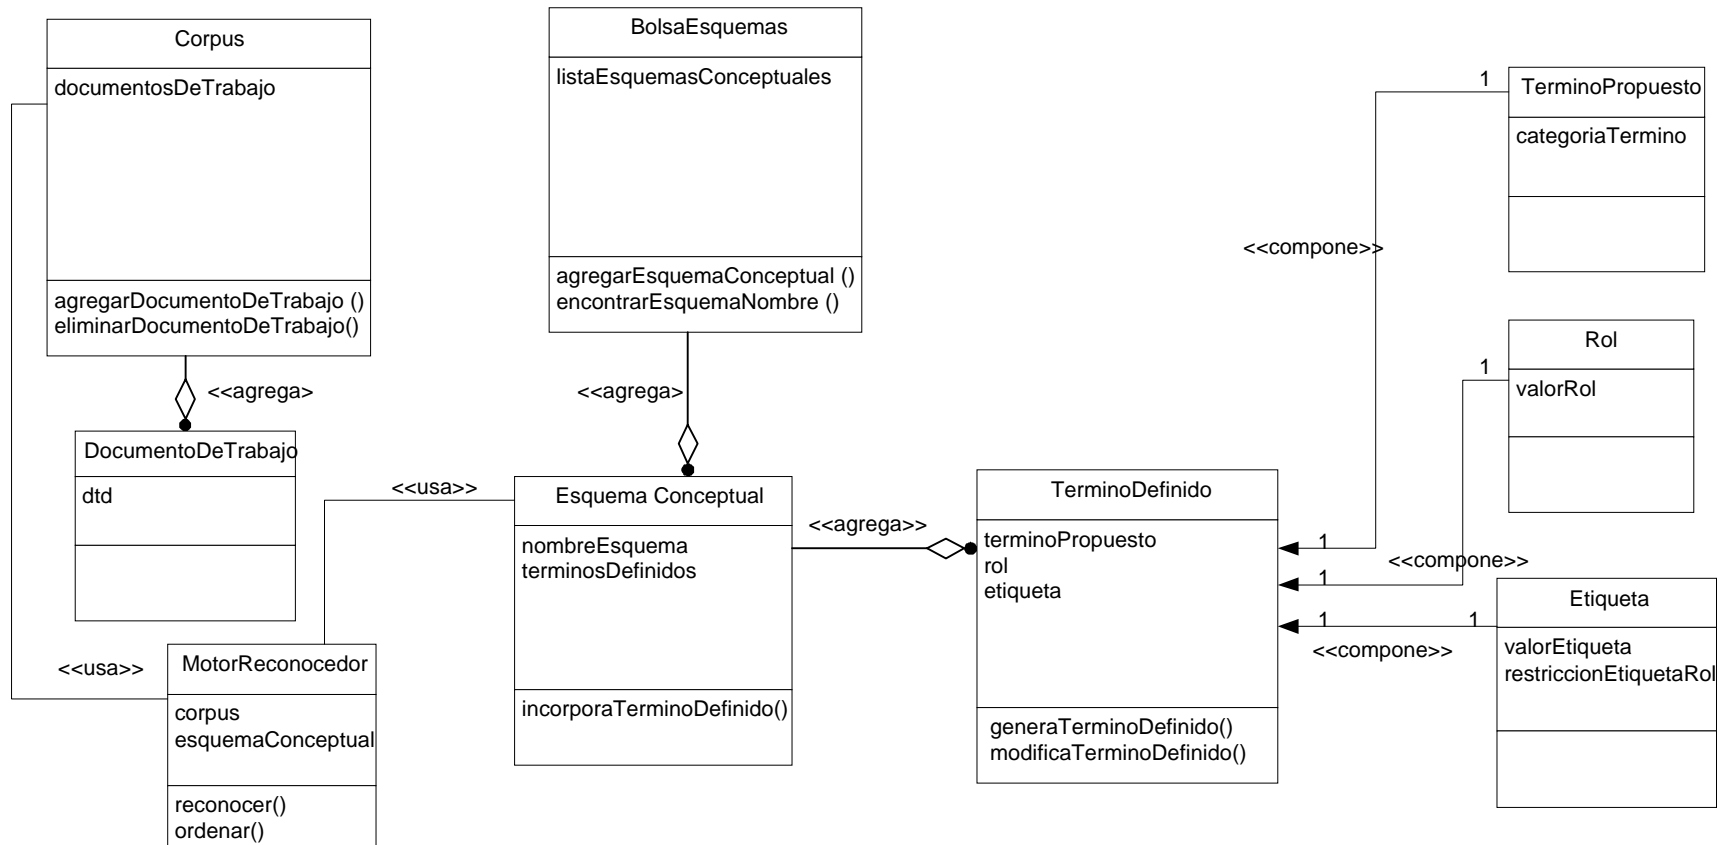 Corpus
documentosDeTrabajo
agregarDocumentoDeTrabajo ()
eliminarDocumentoDeTrabajo()
<<agrega>
BolsaEsquemas
listaEsquemasConceptuales
agregarEsquemaConceptual ()
encontrarEsquemaNombre ()
<<agrega>
1
TerminoPropuesto
categoriaTermino
<<compone>>
1
Rol
valorRol
DocumentoDeTrabajo
dtd
<<usa>>
Esquema Conceptual
nombreEsquema
terminosDefinidos
incorporaTerminoDefinido()
<<agrega>>
TerminoDefinido
terminoPropuesto
rol
etiqueta
generaTerminoDefinido()
modificaTerminoDefinido()
1
<<compone>>
1
1
1
<<compone>>
Etiqueta
valorEtiqueta
restriccionEtiquetaRol
<<usa>>
MotorReconocedor
corpus
esquemaConceptual
reconocer()
ordenar()